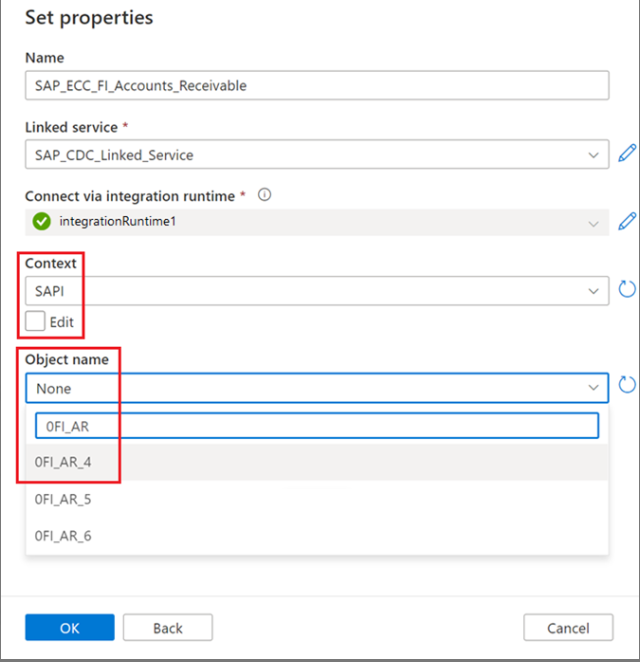 Set properties
Name
SAP_ECC_FI_Accounts_Receivable
Linked service *
SAP_CDC_Linked_Service
Connect via integration runtime *
integrationRuntime1
Context
SAPI
Edit
Object name
None
0FI_AR
0FI_AR_4
0FI_AR_5
0FI_AR_6
OK Back Cancel